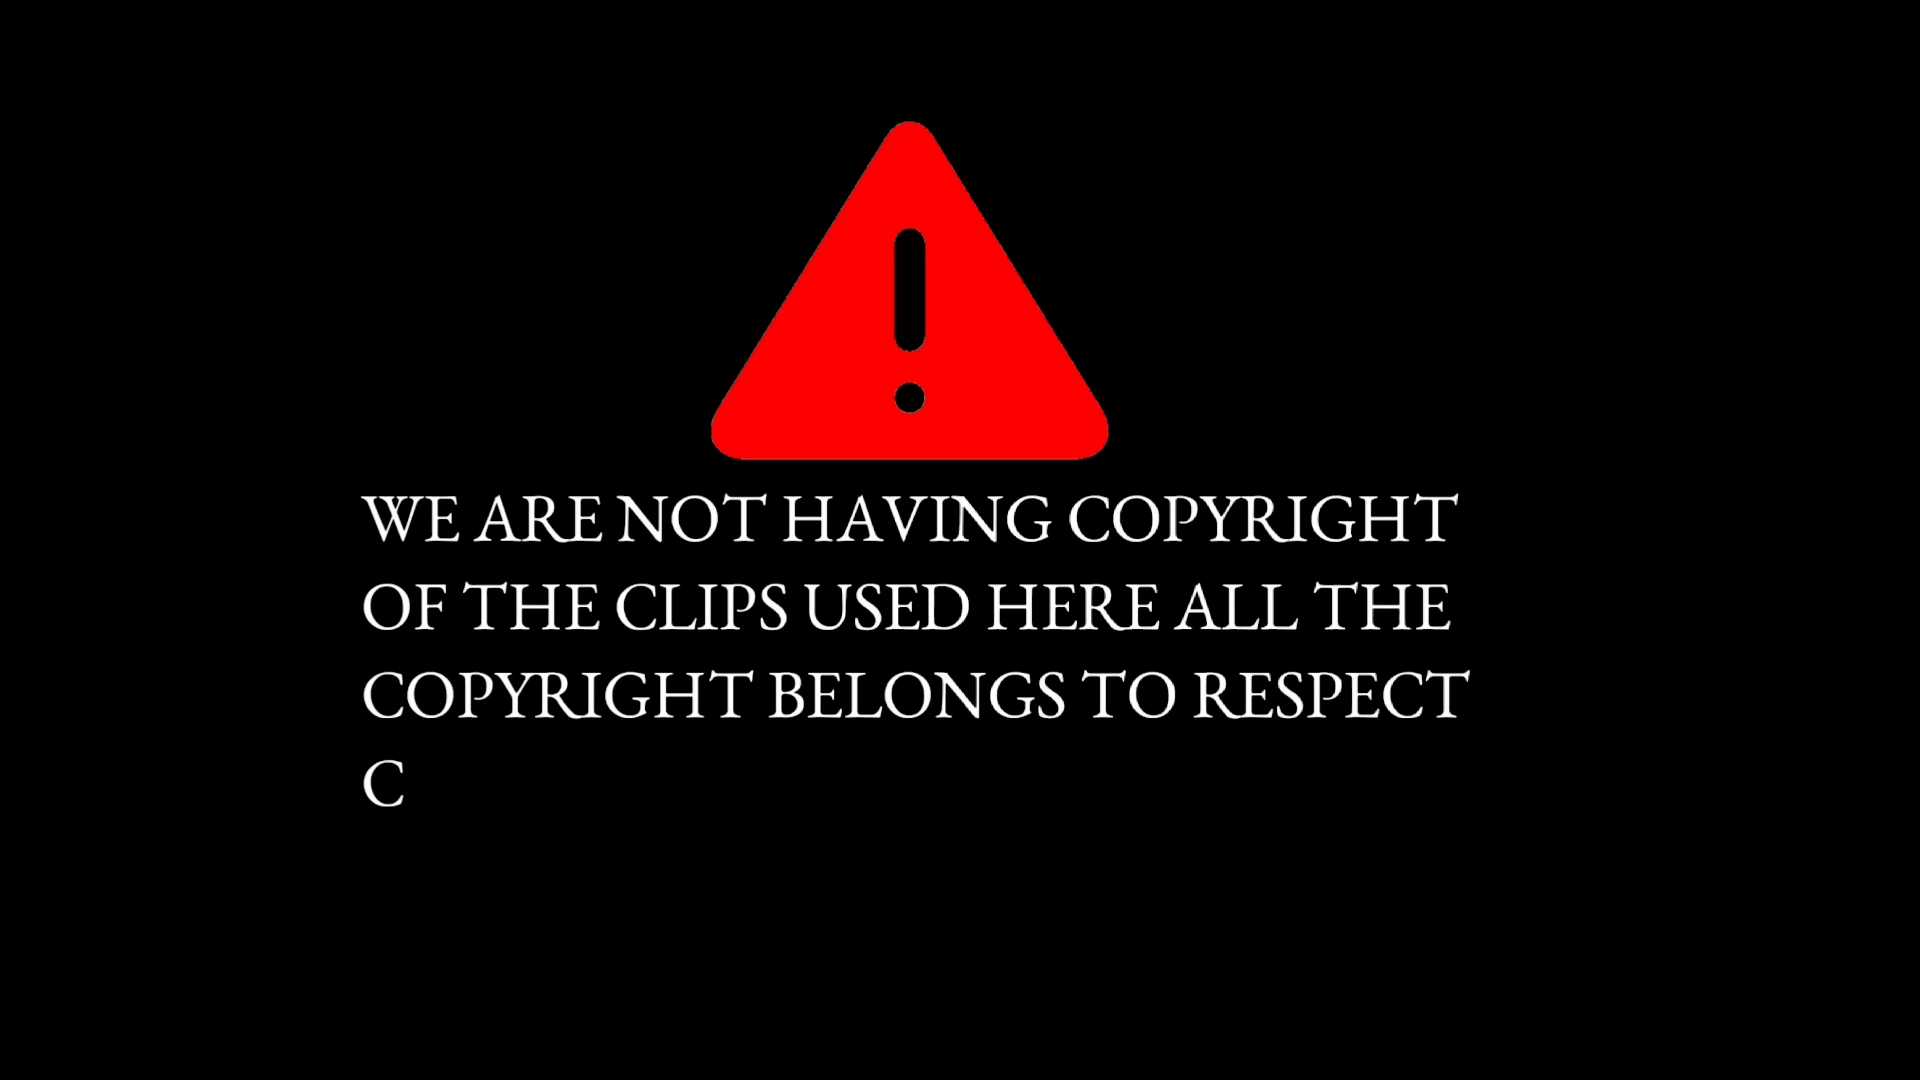 WE ARE NOT HAVING COPYRIGHT
OF THE CLIPS USED HERE ALL THE
COPYRIGHT BELONGS TO RESPECT
C